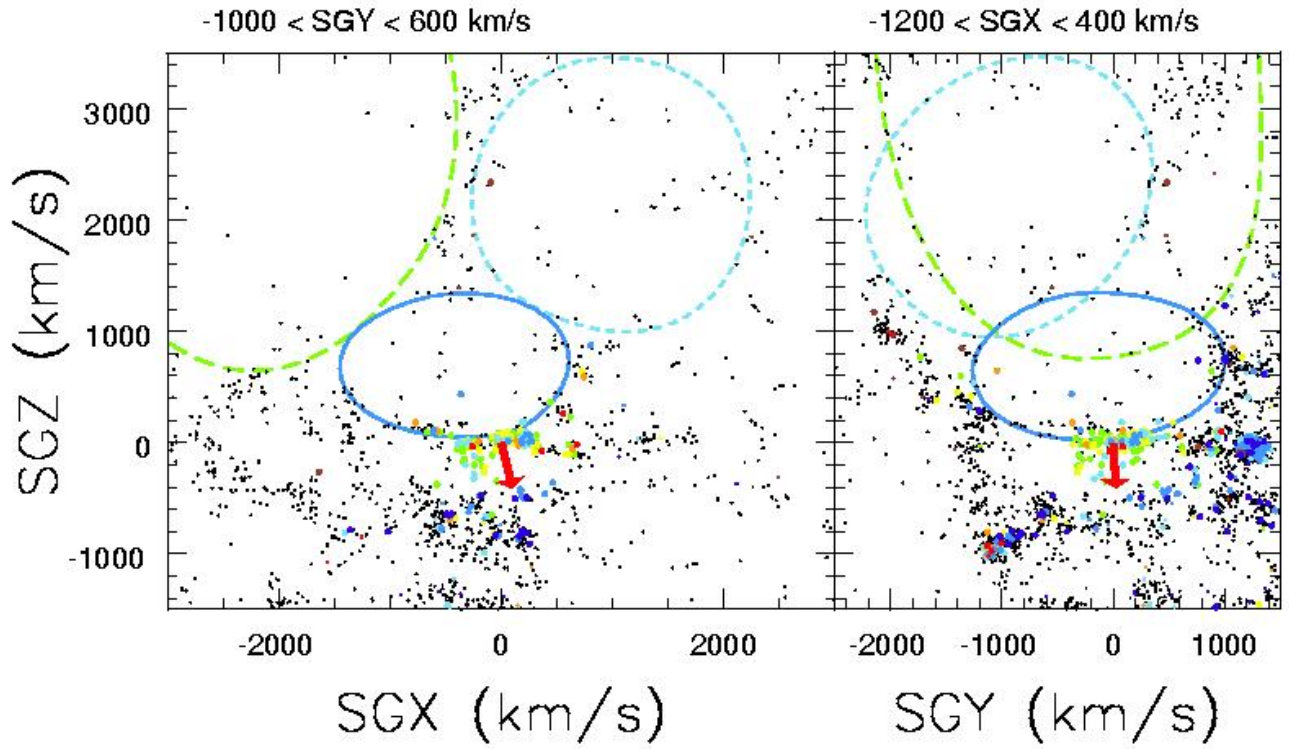 -1000 < SGY < 600 km/s
-1200 < SGX < 400 km/s
3000
2000
1000
0
-1000
SGZ (km/s)
-2000 0 2000
-2000 -1000 0 1000
SGX (km/s)
SGY (km/s)